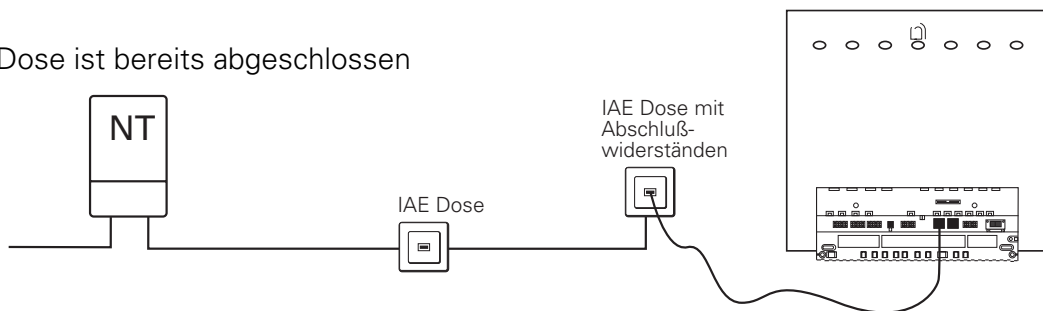 Dose ist bereits abgeschlossen
NT
IAE Dose mit
Abschluß-
widerständen
IAE Dose